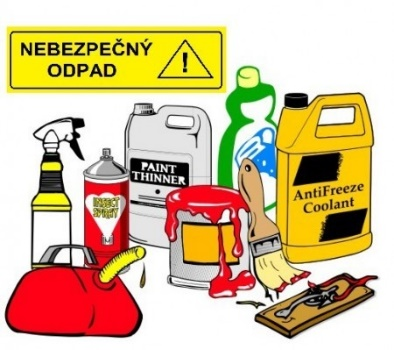 NEBEZPEČNÝ
ODPAD
!
PAINT
THINNER
INSECT
SPRAY
AntiFreeze
Coolant